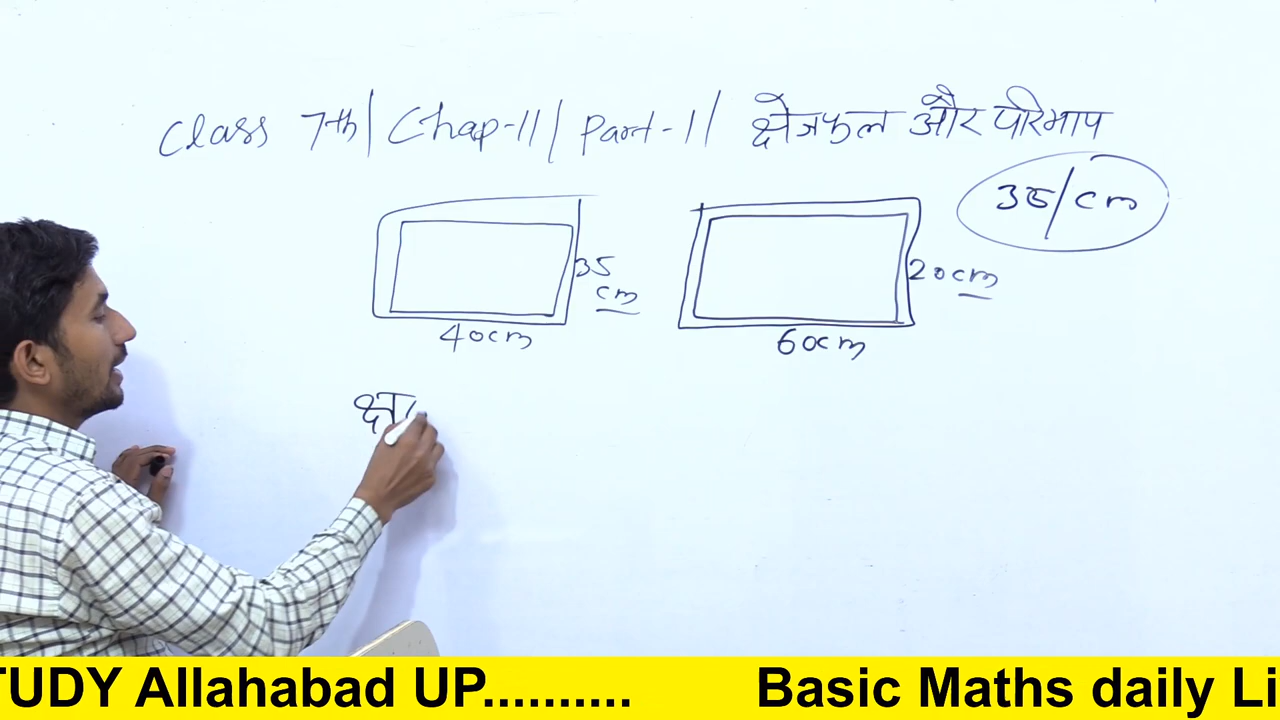 Class 7th / Chap-11 / Part-1 / क्षेत्रफल और परिमाप
35/cm
35
cm
40cm
20cm
60cm
क्षे
TUDY Allahabad UP.......... Basic Maths daily Li